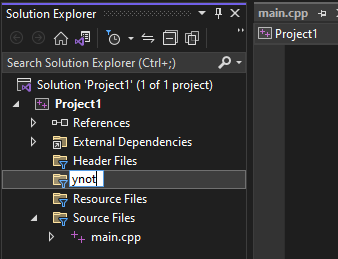 Solution Explorer
main.cpp
Search Solution Explorer (Ctrl+;)
Project1
Solution 'Project1' (1 of 1 project)
Project1
References
External Dependencies
Header Files
ynot
Resource Files
Source Files
main.cpp